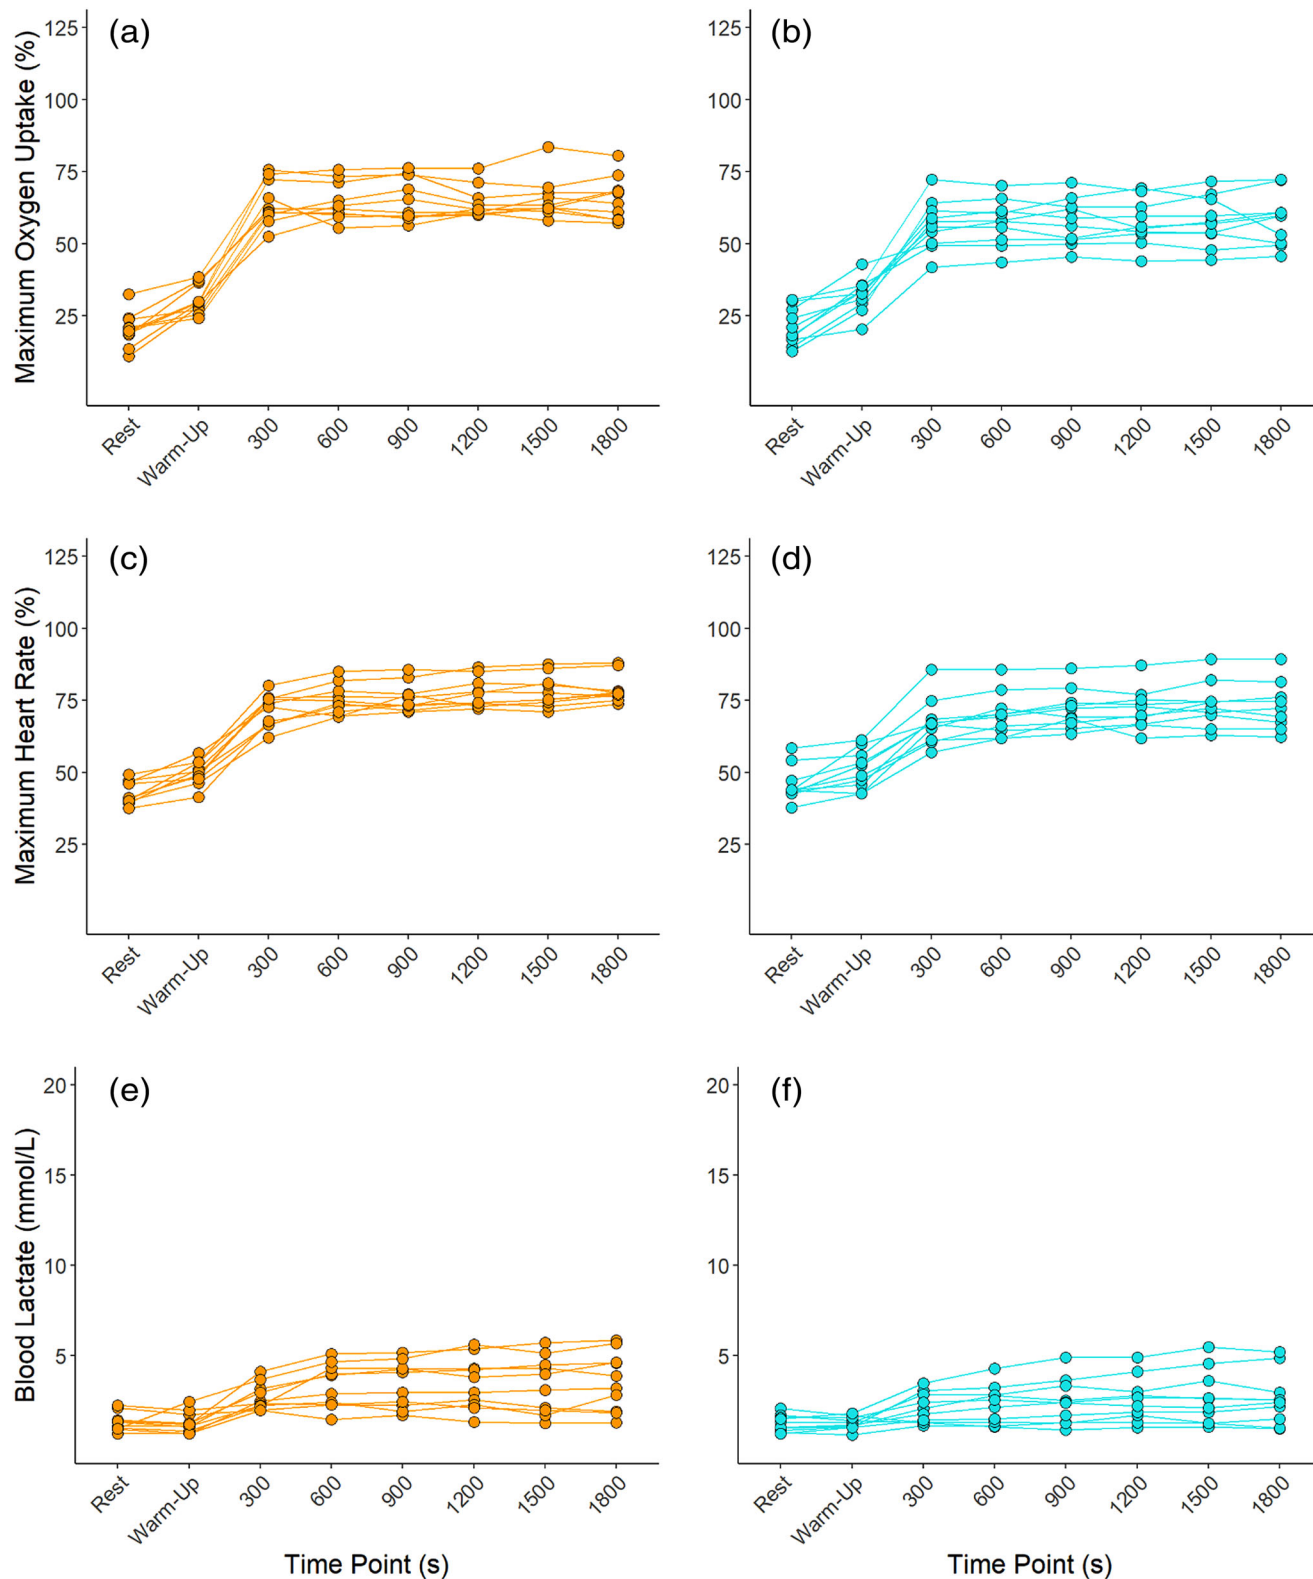 (a)
Maximum Oxygen Uptake (%)
125
100
75
50
25
Rest
Warm-Up
300
600
900
1200
1500
1800
(b)
125
100
75
50
25
Rest
Warm-Up
300
600
900
1200
1500
1800
(c)
Maximum Heart Rate (%)
125
100
75
50
25
Rest
Warm-Up
300
600
900
1200
1500
1800
(d)
125
100
75
50
25
Rest
Warm-Up
300
600
900
1200
1500
1800
(e)
Blood Lactate (mmol/L)
20
15
10
5
Rest
Warm-Up
300
600
900
1200
1500
1800
Time Point (s)
(f)
20
15
10
5
Rest
Warm-Up
300
600
900
1200
1500
1800
Time Point (s)